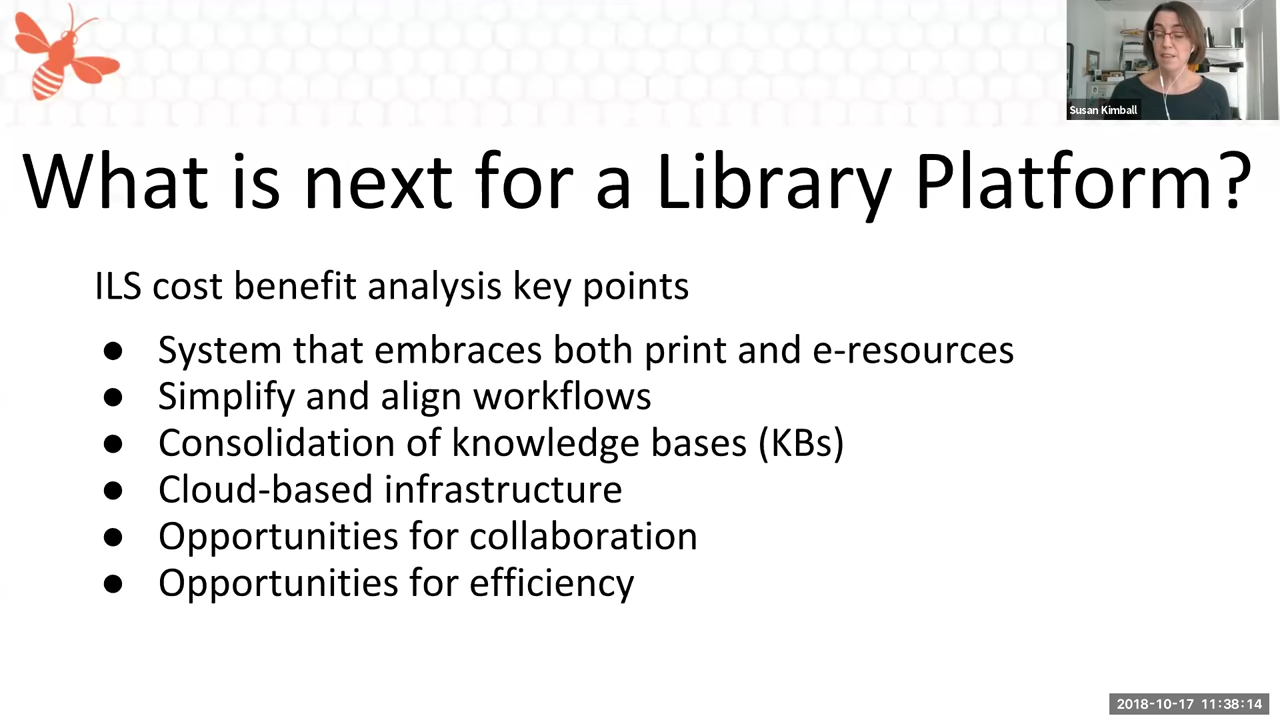 Susan Kimball
What is next for a Library Platform?
ILS cost benefit analysis key points
● System that embraces both print and e-resources
● Simplify and align workflows
● Consolidation of knowledge bases (KBs)
● Cloud-based infrastructure
● Opportunities for collaboration
● Opportunities for efficiency
2018-10-17 11:38:14